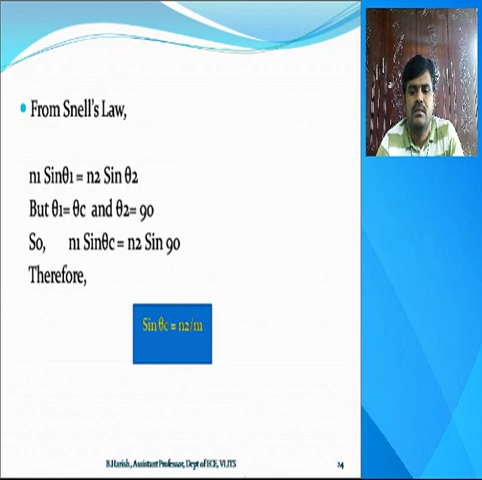 From Snell's Law,
n1 Sinθ1 = n2 Sin θ2
But θ1= θc and θ2= 90
So, n1 Sinθc = n2 Sin 90
Therefore,
Sin θc = n2/n1
B.Harish , Assistant Professor, Dept of ECE, VLITS
24